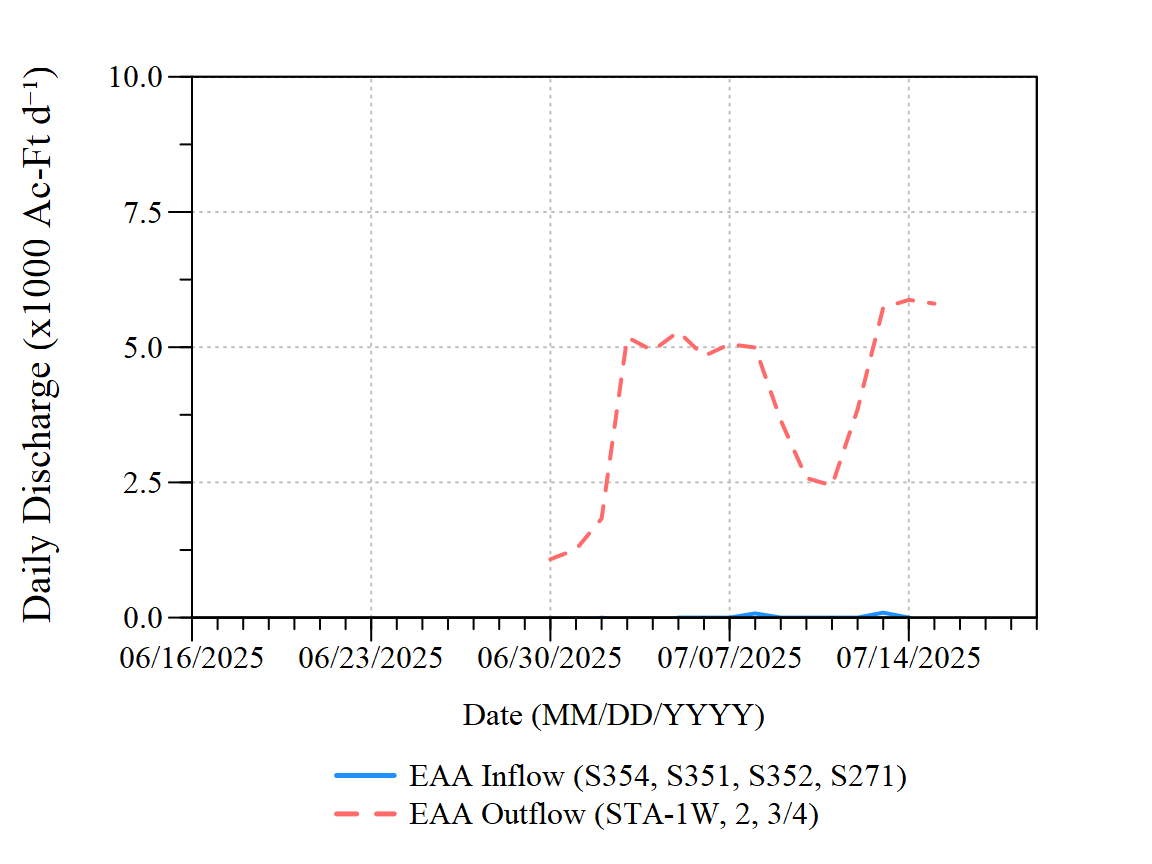 Daily Discharge (x1000 Ac-Ft d⁻¹)
10.0
7.5
5.0
2.5
0.0
06/16/2025 06/23/2025 06/30/2025 07/07/2025 07/14/2025
Date (MM/DD/YYYY)
EAA Inflow (S354, S351, S352, S271)
EAA Outflow (STA-1W, 2, 3/4)